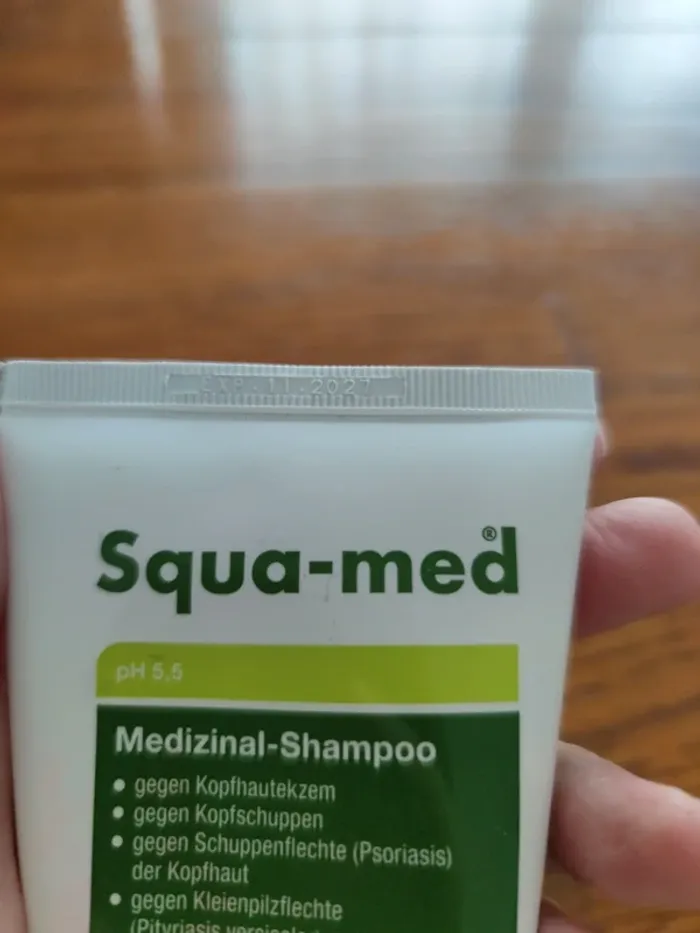 EXP. 11.2027
Squa-med®
pH 5,5
Medizinal-Shampoo
• gegen Kopfhautekzem
• gegen Kopfschuppen
• gegen Schuppenflechte (Psoriasis)
der Kopfhaut
• gegen Kleienpilzflechte
(Pityriasis